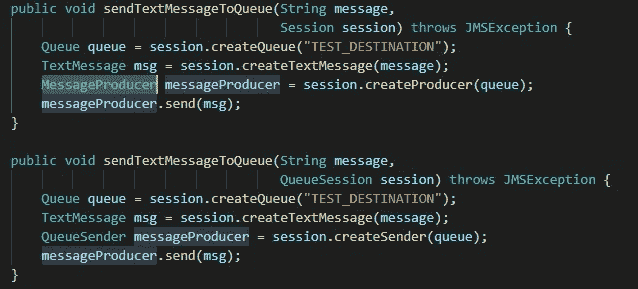 public void sendTextMessageToQueue(String message,
Session session) throws JMSException {
Queue queue = session.createQueue("TEST_DESTINATION");
TextMessage msg = session.createTextMessage(message);
MessageProducer messageProducer = session.createProducer(queue);
messageProducer.send(msg);
}
public void sendTextMessageToQueue(String message,
QueueSession session) throws JMSException {
Queue queue = session.createQueue("TEST_DESTINATION");
TextMessage msg = session.createTextMessage(message);
QueueSender messageProducer = session.createSender(queue);
messageProducer.send(msg);
}